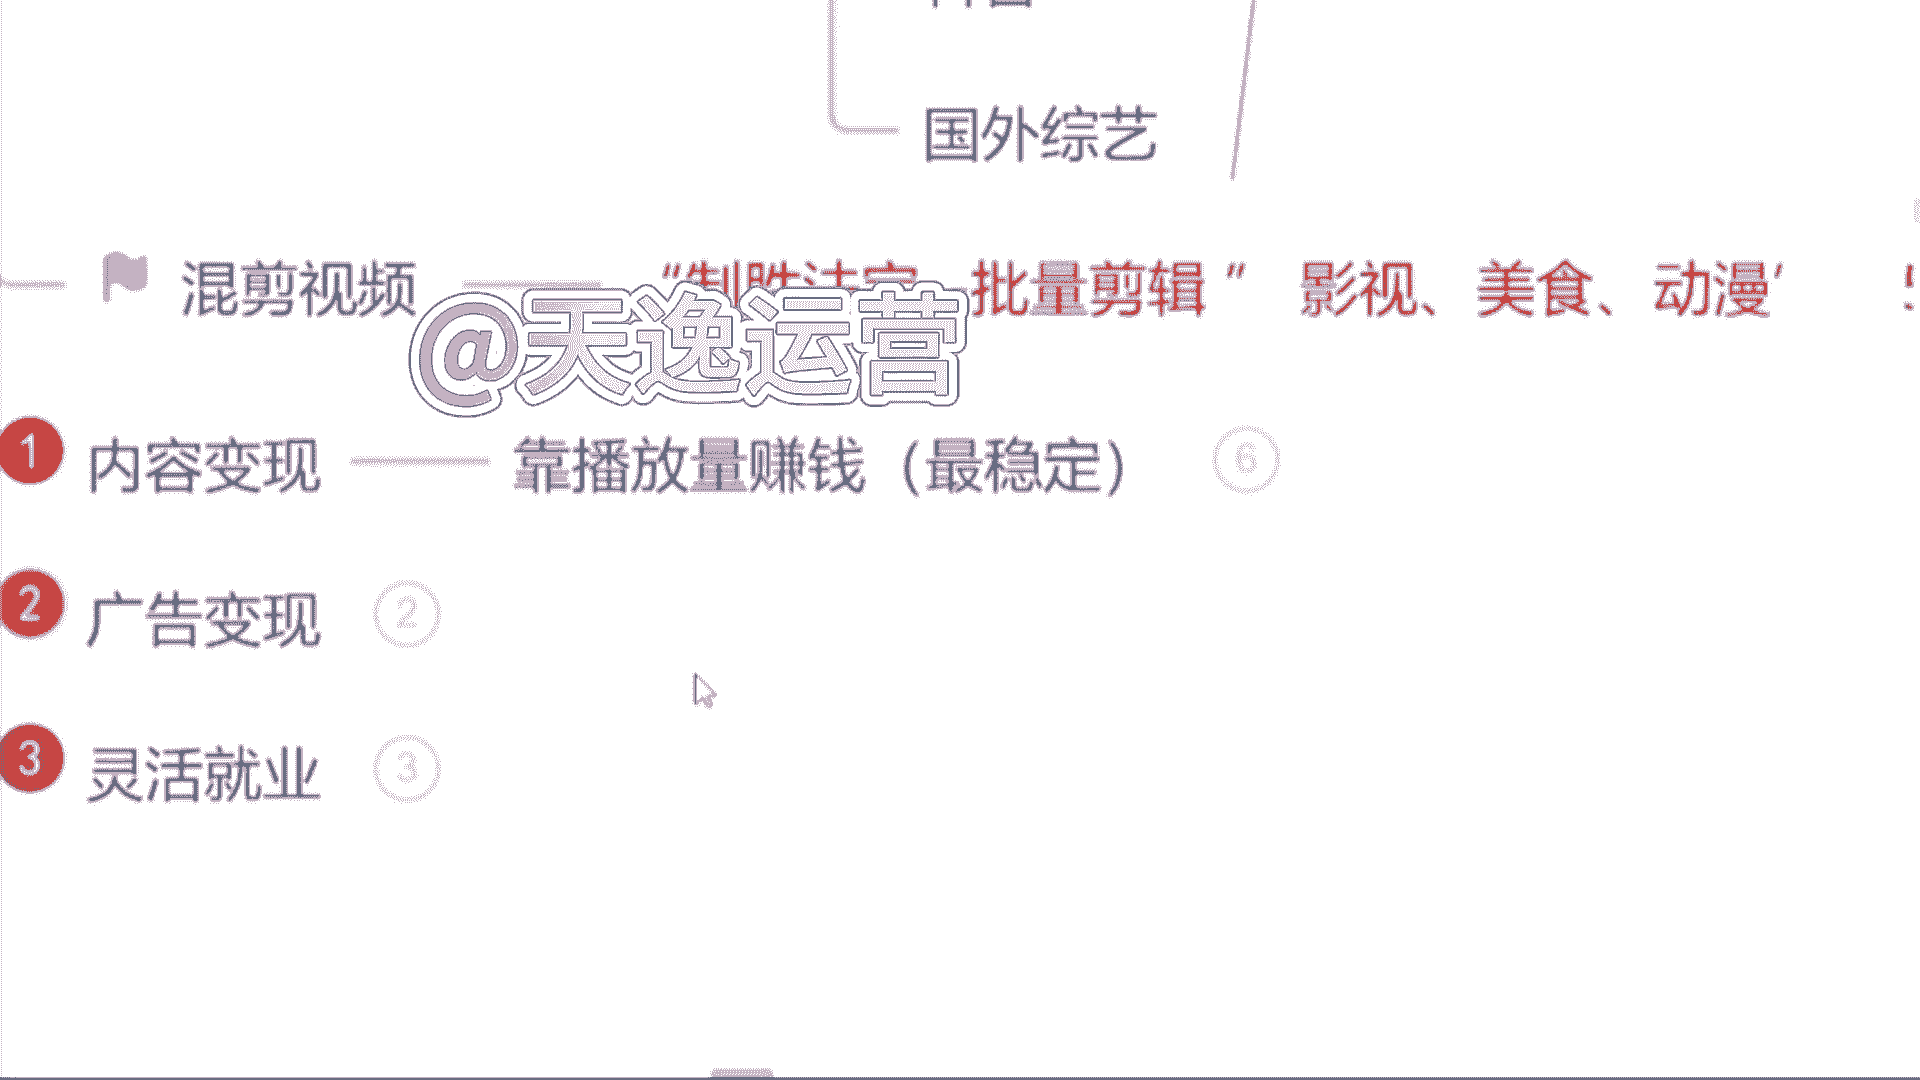 国外综艺
混剪视频 “制胜法宝 批量剪辑 ” 影视、美食、动漫’ !
@天逸运营
1 内容变现 靠播放量赚钱（最稳定） 6
2 广告变现 2
3 灵活就业 3